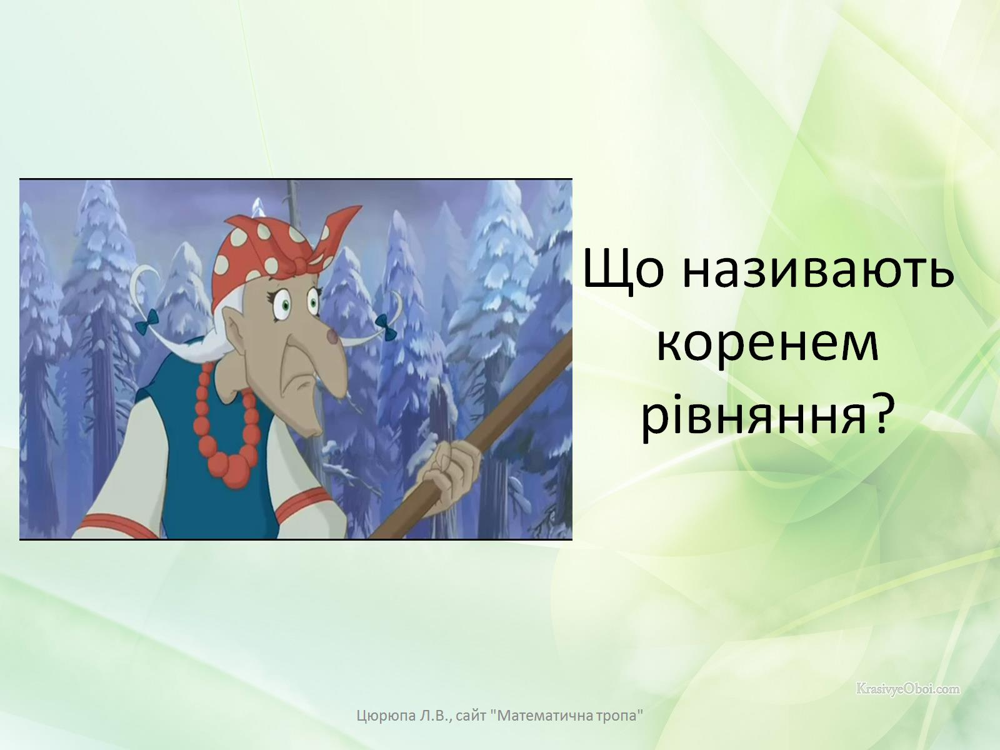 Що називають
коренем
рівняння?
KrasivyeOboi.com
Цюрюпа Л.В., сайт "Математична тропа"